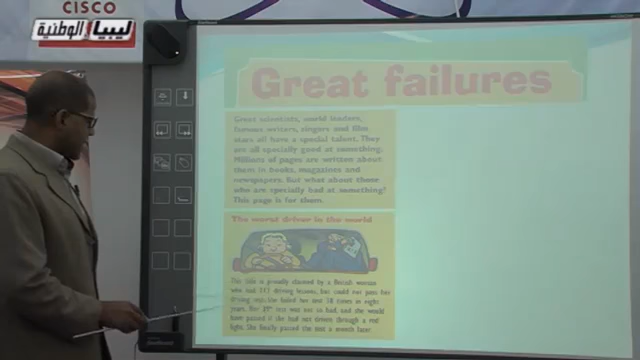 CISCO
ليبيا الوطنية
Great failures
Great scientists, world leaders,
famous writers, singers and film
stars all have a special talent. They
are all specially good at something.
Millions of pages are written about
them in books, magazines and
newspapers. But what about those
who are specially bad at something?
This page is for them.
The worst driver in the world
This title is proudly claimed by a British woman
who had 311 driving lessons, but could not pass her
driving test. She failed her test 38 times in eight
years. Her 39th test was not so bad, and she would
have passed it she had not driven through a red
light. She finally passed the test a month later.